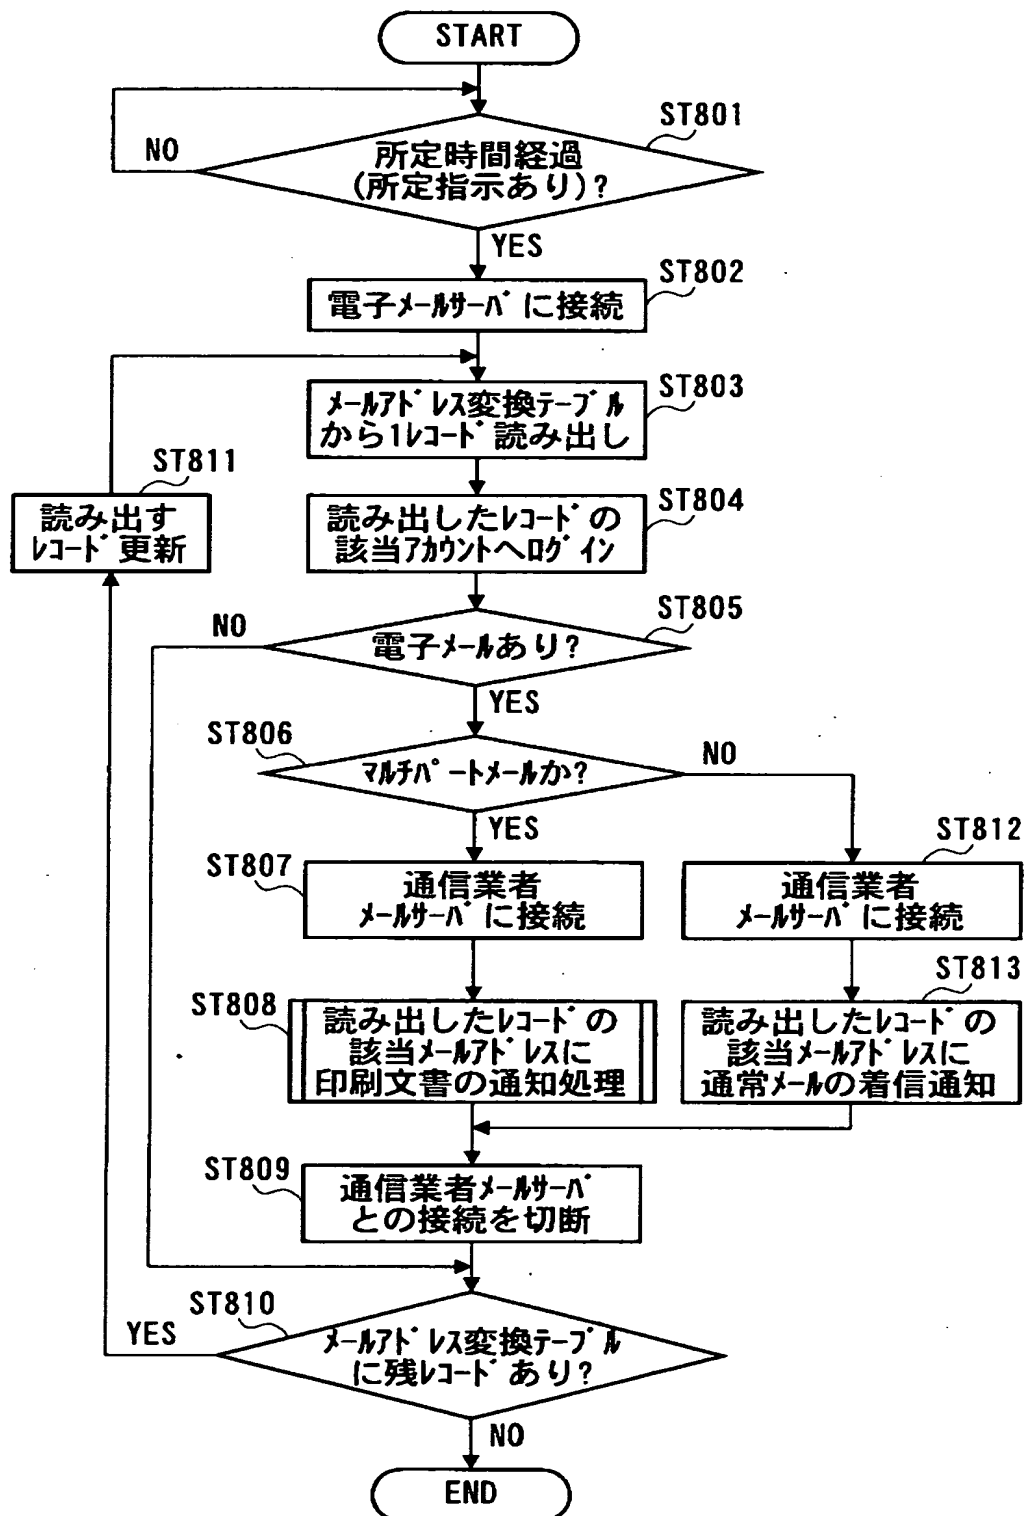 START
ST801
NO
所定時間経過
(所定指示あり)?
YES
ST802
電子ﾒｰﾙｻｰﾊﾞに接続
ST803
ﾒｰﾙｱﾄﾞﾚｽ変換ﾃｰﾌﾞﾙ
から1ﾚｺｰﾄﾞ読み出し
ST811
読み出す
ﾚｺｰﾄﾞ更新
ST804
読み出したﾚｺｰﾄﾞの
該当ｱｶｳﾝﾄへﾛｸﾞｲﾝ
ST805
NO
電子ﾒｰﾙあり?
YES
ST806
NO
ﾏﾙﾁﾊﾟｰﾄﾒｰﾙか?
YES
ST807
通信業者
ﾒｰﾙｻｰﾊﾞに接続
ST812
通信業者
ﾒｰﾙｻｰﾊﾞに接続
ST808
読み出したﾚｺｰﾄﾞの
該当ﾒｰﾙｱﾄﾞﾚｽに
印刷文書の通知処理
ST813
読み出したﾚｺｰﾄﾞの
該当ﾒｰﾙｱﾄﾞﾚｽに
通常ﾒｰﾙの着信通知
ST809
通信業者ﾒｰﾙｻｰﾊﾞ
との接続を切断
ST810
YES
ﾒｰﾙｱﾄﾞﾚｽ変換ﾃｰﾌﾞﾙ
に残ﾚｺｰﾄﾞあり?
NO
END